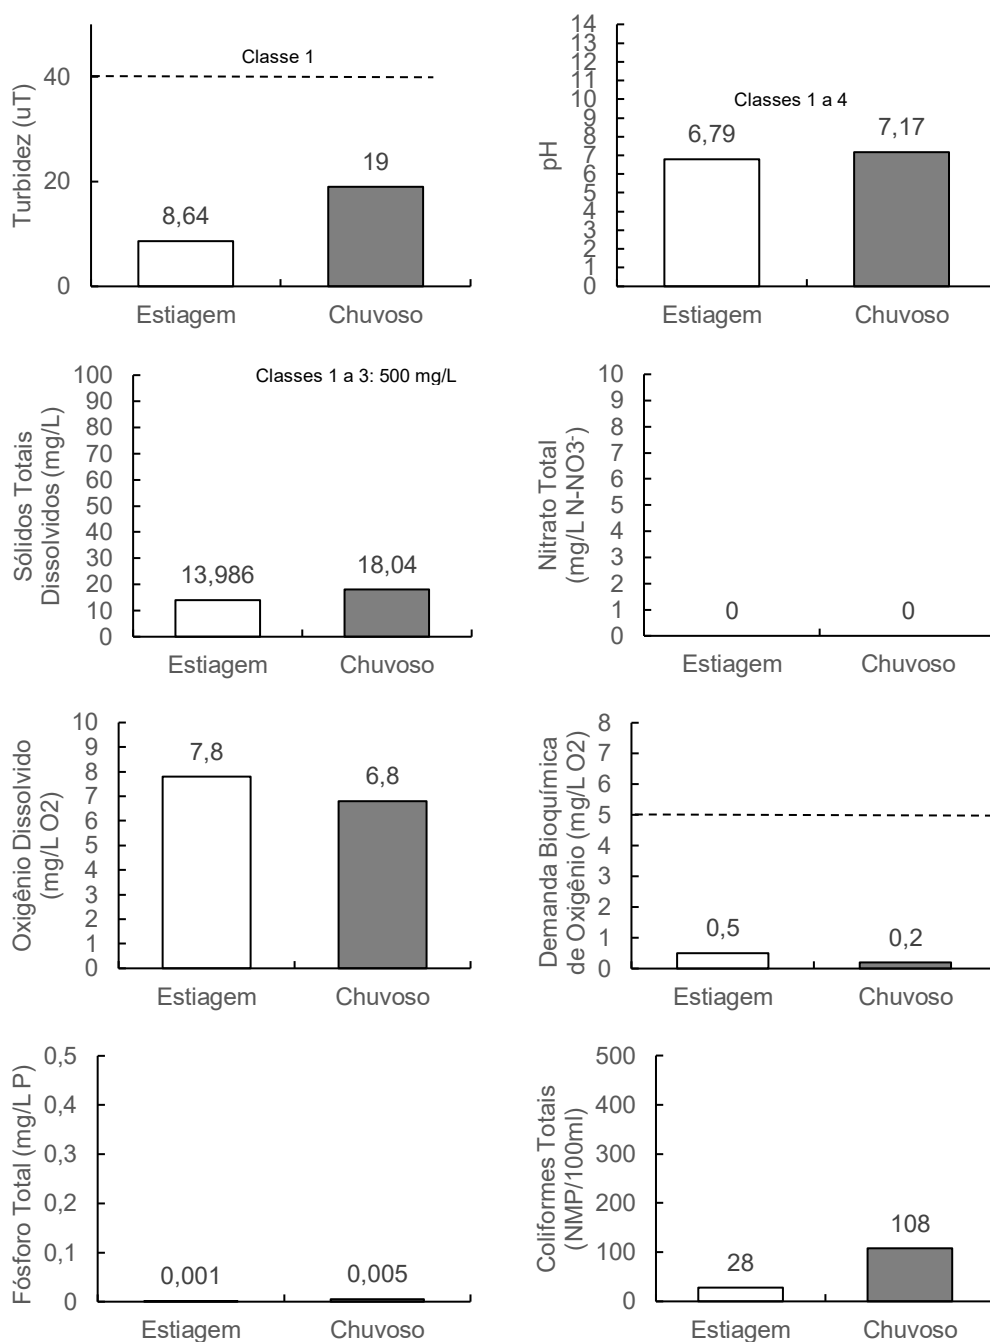 Turbidez (uT)
40
20
0
Classe 1
8,64
19
Estiagem
Chuvoso
pH
14
13
12
11
10
9
8
7
6
5
4
3
2
1
0
Classes 1 a 4
6,79
7,17
Estiagem
Chuvoso
Sólidos Totais
Dissolvidos (mg/L)
100
90
80
70
60
50
40
30
20
10
0
Classes 1 a 3: 500 mg/L
13,986
18,04
Estiagem
Chuvoso
Nitrato Total
(mg/L N-NO3-)
10
9
8
7
6
5
4
3
2
1
0
0
0
Estiagem
Chuvoso
Oxigênio Dissolvido
(mg/L O2)
10
9
8
7
6
5
4
3
2
1
0
7,8
6,8
Estiagem
Chuvoso
Demanda Bioquímica
de Oxigênio (mg/L O2)
8
7
6
5
4
3
2
1
0
0,5
0,2
Estiagem
Chuvoso
Fósforo Total (mg/L P)
0,5
0,4
0,3
0,2
0,1
0
0,001
0,005
Estiagem
Chuvoso
Coliformes Totais
(NMP/100ml)
500
400
300
200
100
0
28
108
Estiagem
Chuvoso